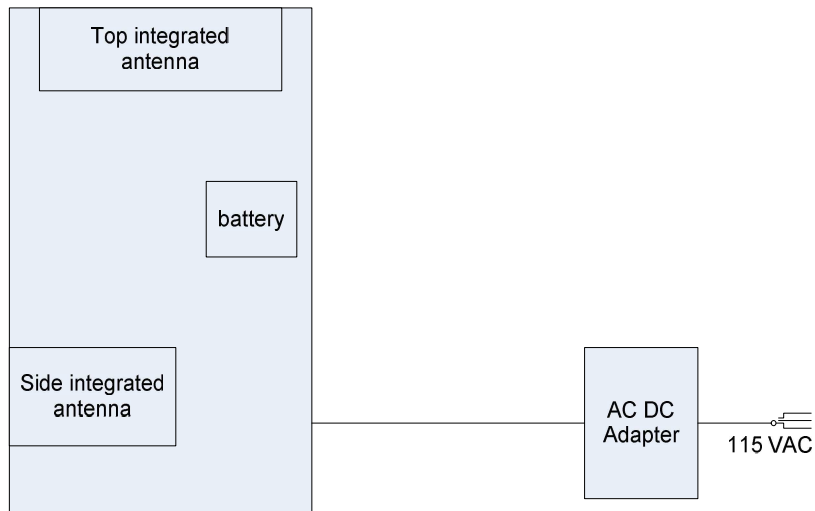 Top integrated
antenna
battery
Side integrated
antenna
AC DC
Adapter
115 VAC